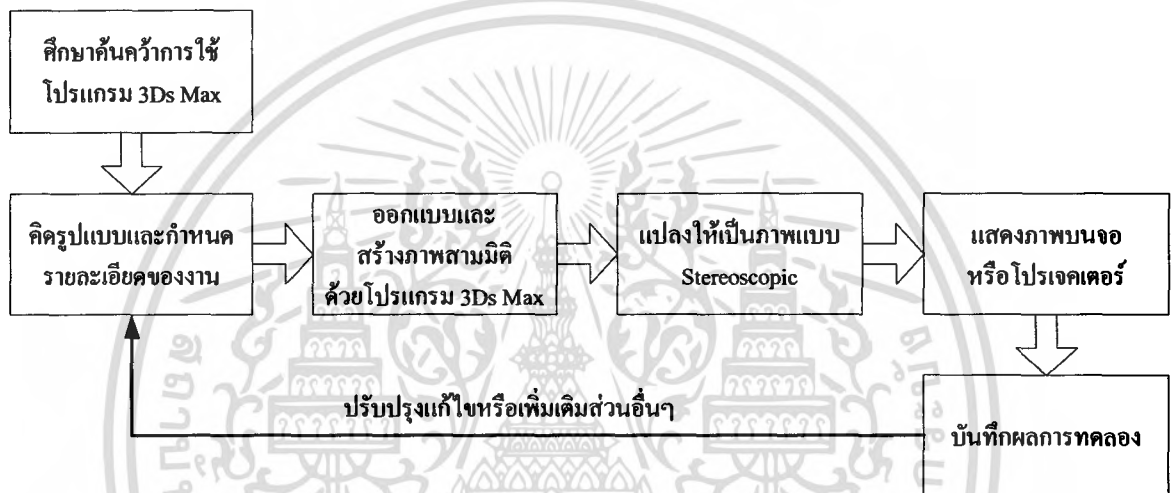 ศึกษาค้นคว้าการใช้
โปรแกรม 3Ds Max
คิดรูปแบบและกำหนด
รายละเอียดของงาน
ออกแบบและ
สร้างภาพสามมิติ
ด้วยโปรแกรม 3Ds Max
แปลงให้เป็นภาพแบบ
Stereoscopic
แสดงภาพบนจอ
หรือโปรเจคเตอร์
บันทึกผลการทดลอง
ปรับปรุงแก้ไขหรือเพิ่มเติมส่วนอื่นๆ